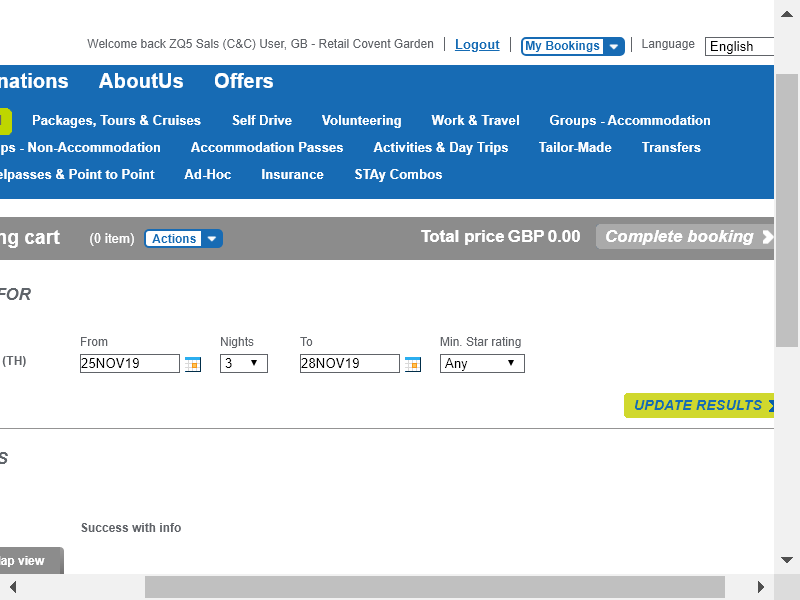 Welcome back ZQ5 Sals (C&C) User, GB - Retail Covent Garden Logout My Bookings Language English
nations AboutUs Offers
Packages, Tours & Cruises Self Drive Volunteering Work & Travel Groups - Accommodation
ps - Non-Accommodation Accommodation Passes Activities & Day Trips Tailor-Made Transfers
elpasses & Point to Point Ad-Hoc Insurance STAy Combos
ng cart (0 item) Actions Total price GBP 0.00 Complete booking
FOR
From Nights To Min. Star rating
(TH) 25NOV19 3 28NOV19 Any
UPDATE RESULTS
S
Success with info
ap view